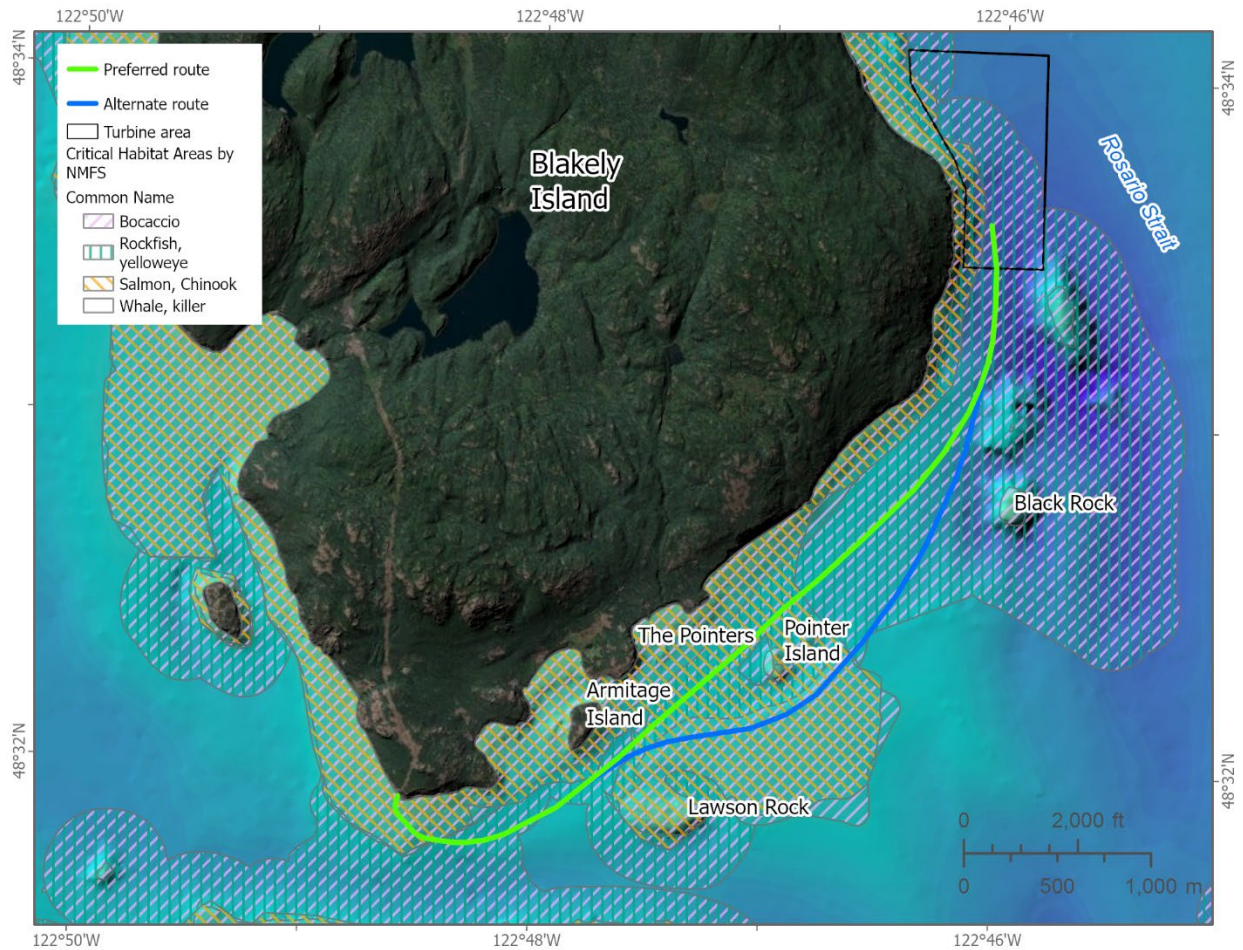 122°50'W
122°48'W
122°46'W
48°34'N
48°34'N
Preferred route
Alternate route
Turbine area
Critical Habitat Areas by
NMFS
Common Name
Bocaccio
Rockfish,
yelloweye
Salmon, Chinook
Whale, killer
Blakely
Island
Rosario Strait
Black Rock
The Pointers
Pointer
Island
Armitage
Island
Lawson Rock
48°32'N
48°32'N
0 2,000 ft
0 500 1,000 m
122°50'W
122°48'W
122°46'W